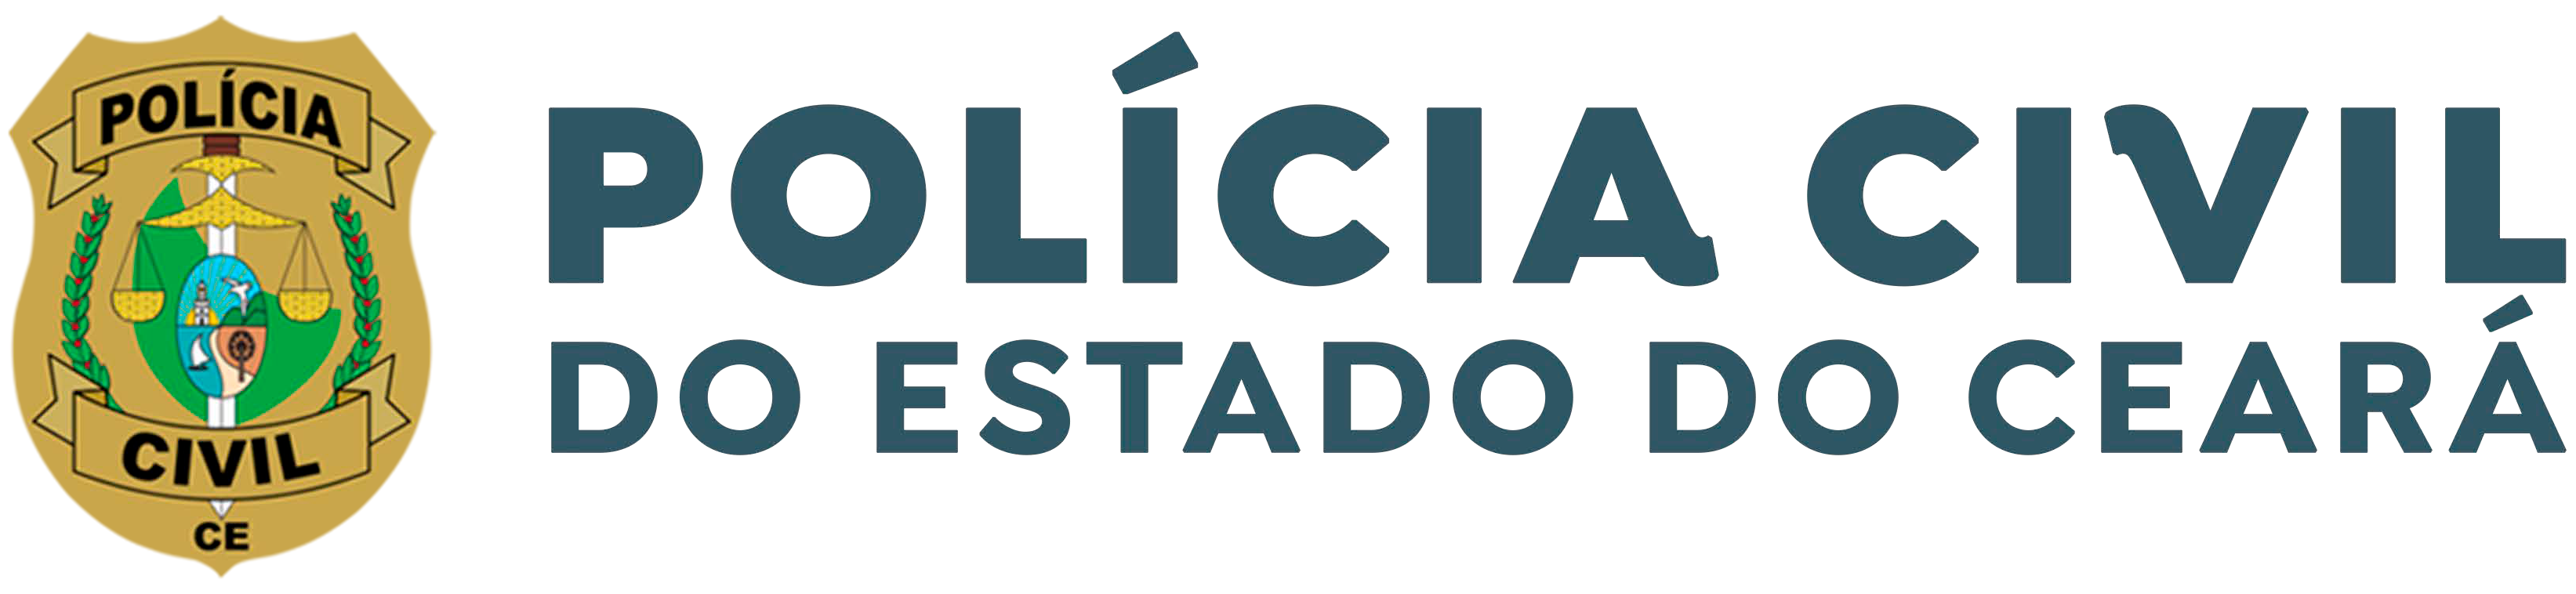 POLÍCIA
CIVIL
CE
POLÍCIA CIVIL
DO ESTADO DO CEARÁ